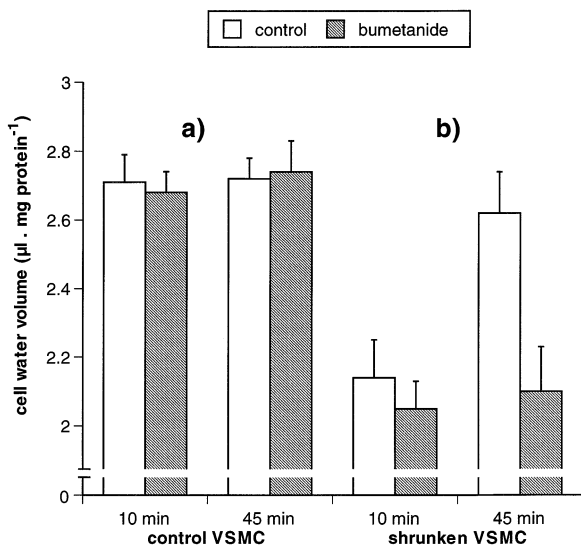 control bumetanide
a) b)
cell water volume (µl . mg protein⁻¹)
3
2.8
2.6
2.4
2.2
2
0
10 min 45 min 10 min 45 min
control VSMC shrunken VSMC